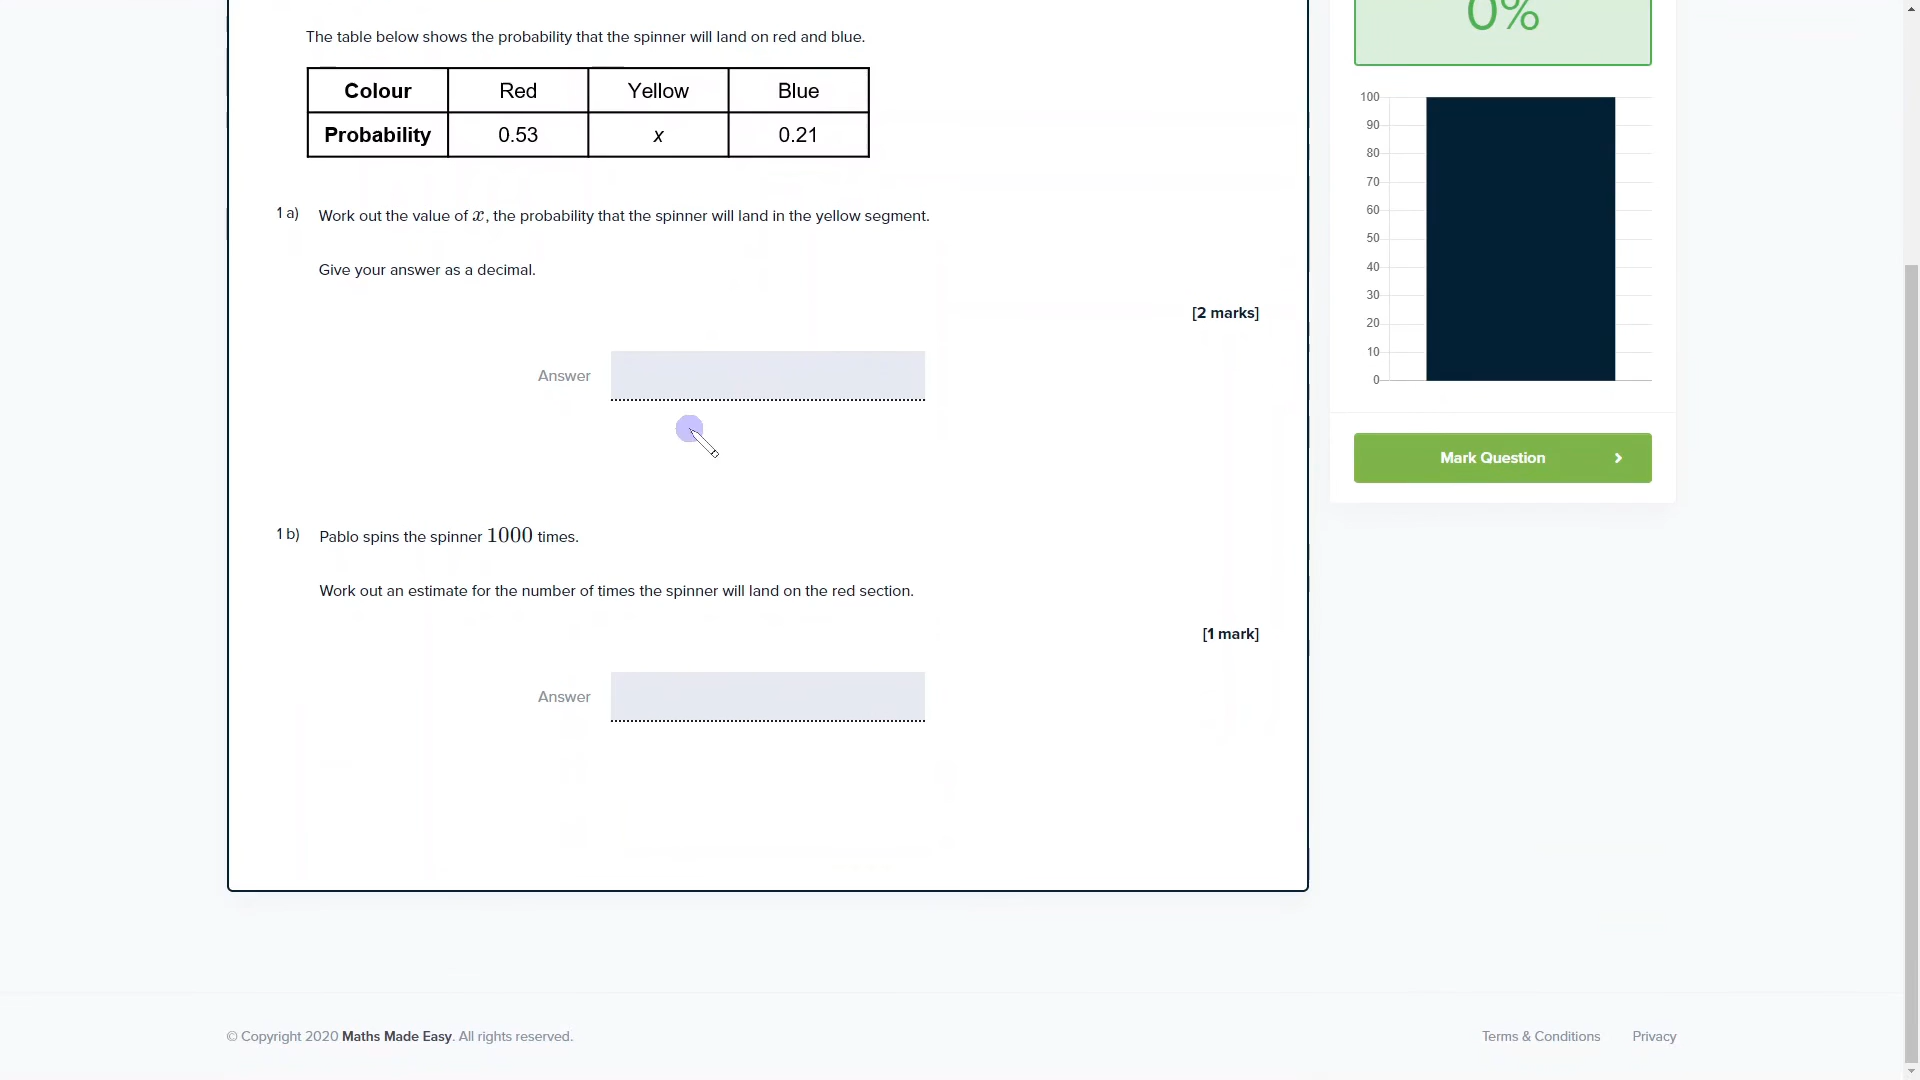 The table below shows the probability that the spinner will land on red and blue.
Colour Red Yellow Blue
Probability 0.53 x 0.21
1 a) Work out the value of x, the probability that the spinner will land in the yellow segment.
Give your answer as a decimal.
[2 marks]
Answer
1 b) Pablo spins the spinner 1000 times.
Work out an estimate for the number of times the spinner will land on the red section.
[1 mark]
Answer
0%
100
90
80
70
60
50
40
30
20
10
0
Mark Question
© Copyright 2020 Maths Made Easy. All rights reserved.
Terms & Conditions Privacy